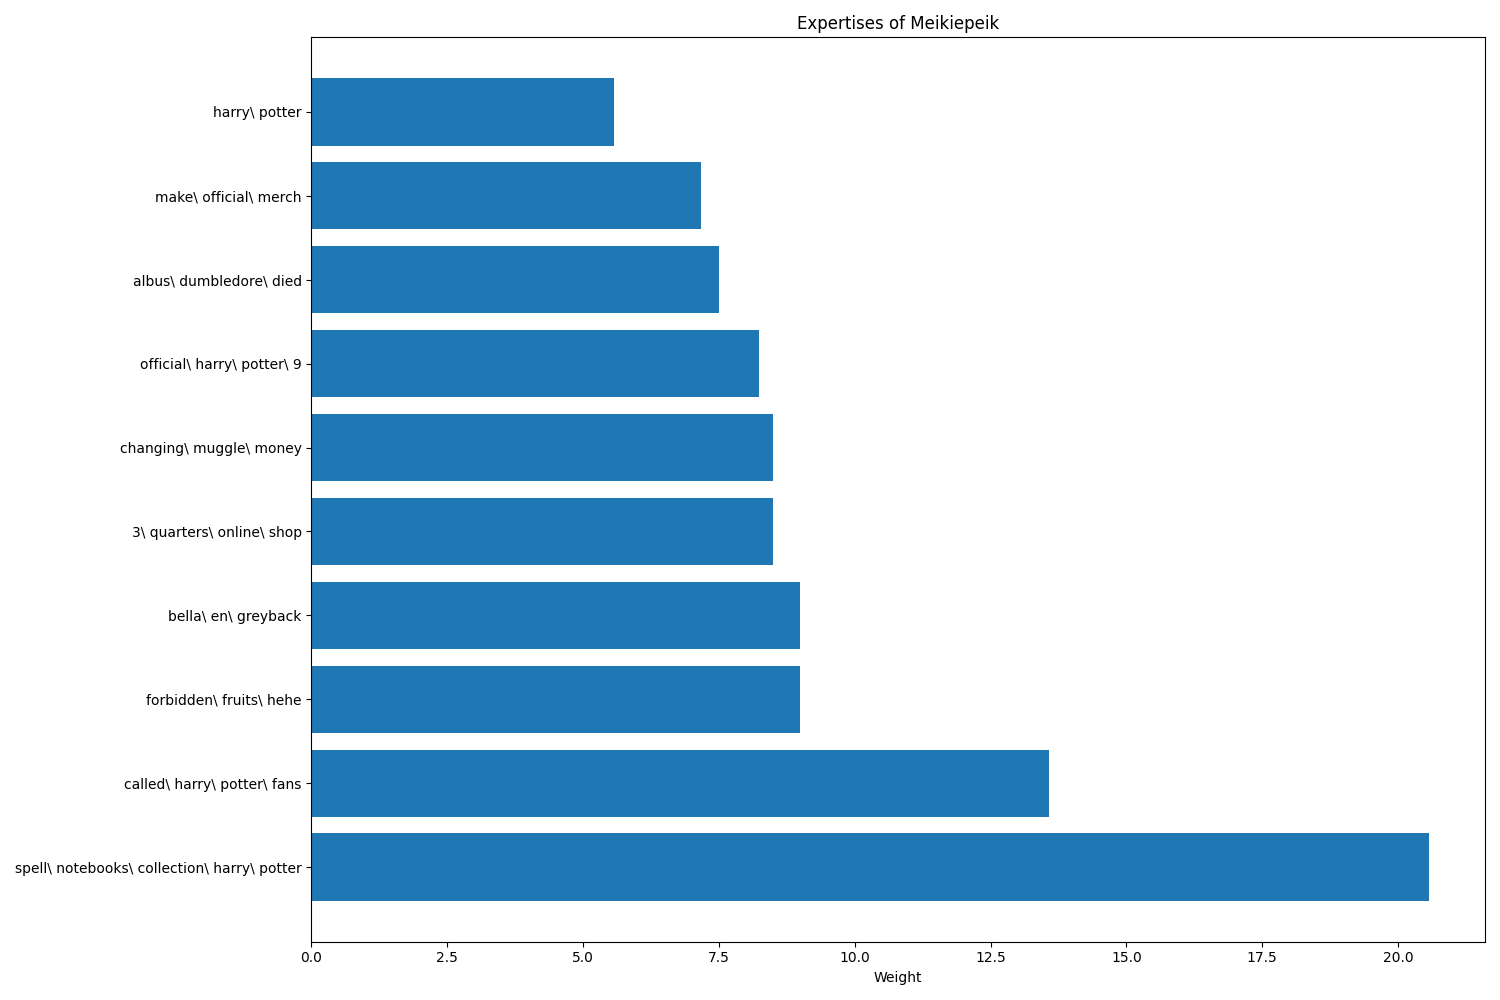 Expertises of Meikiepeik
harry\ potter
make\ official\ merch
albus\ dumbledore\ died
official\ harry\ potter\ 9
changing\ muggle\ money
3\ quarters\ online\ shop
bella\ en\ greyback
forbidden\ fruits\ hehe
called\ harry\ potter\ fans
spell\ notebooks\ collection\ harry\ potter
0.0 2.5 5.0 7.5 10.0 12.5 15.0 17.5 20.0
Weight